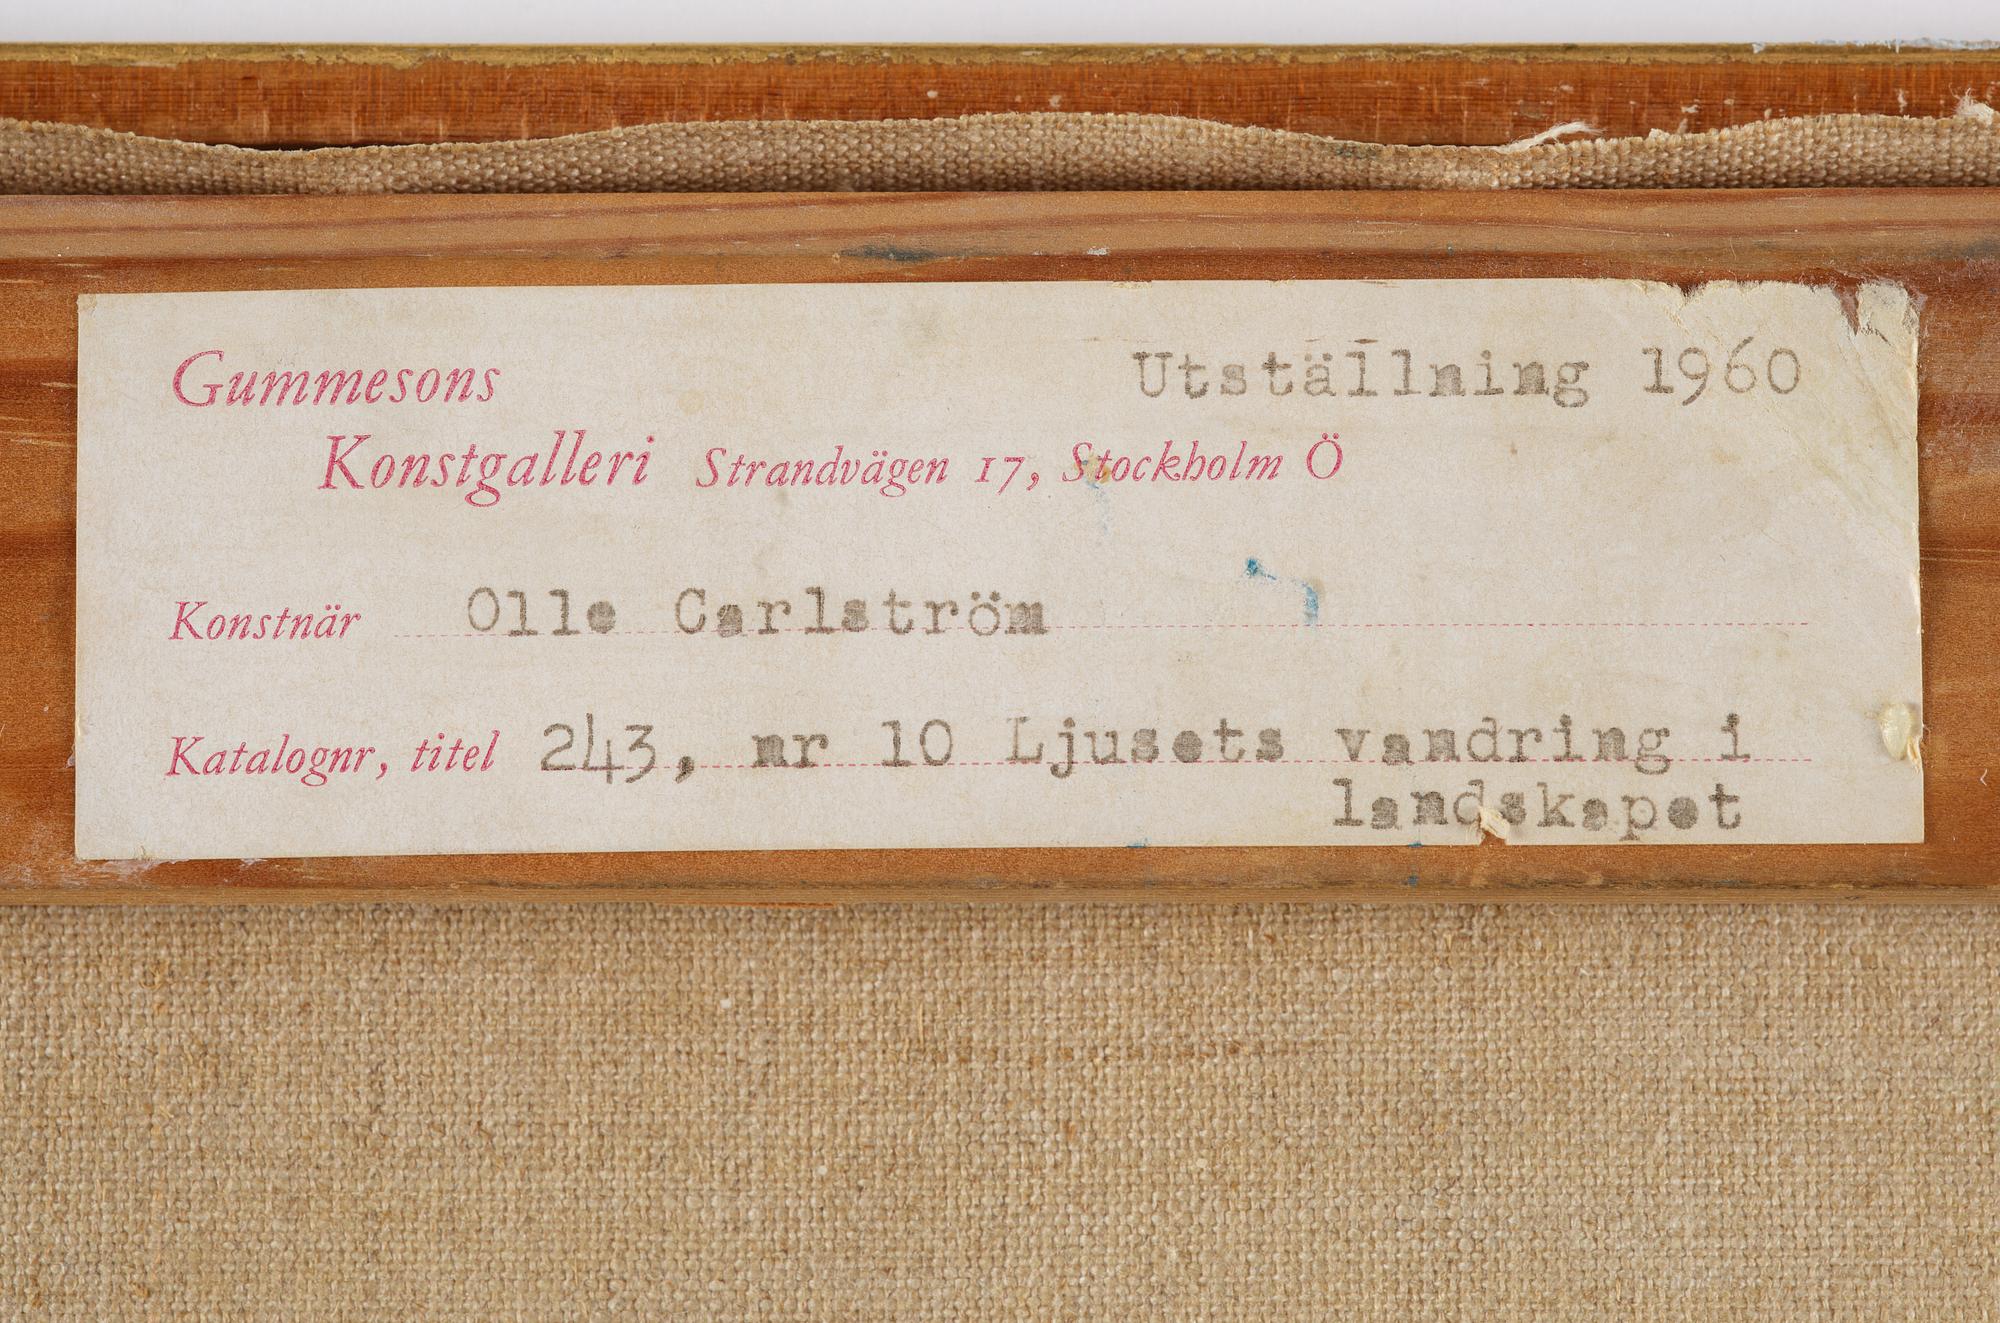 Gummesons
Utställning 1960
Konstgalleri Strandvägen 17, Stockholm Ö
Konstnär Olle Carlström
Katalognr, titel 243, nr 10 Ljusets vandring i
landskapet